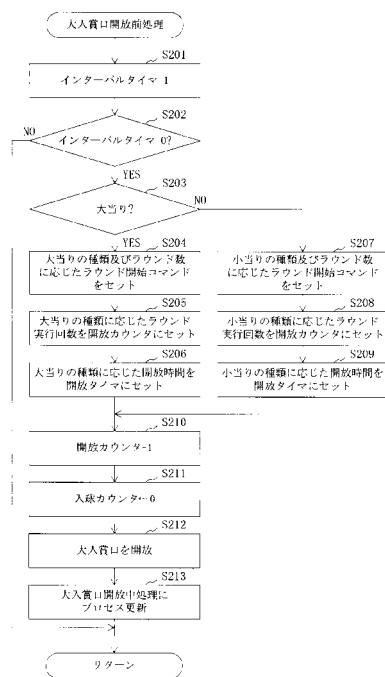 大入賞口開放前処理
S201
インターバルタイマ-1
S202
NO
インターバルタイマ 0?
YES
S203
NO
大当り?
YES
S204
大当りの種類及びラウンド数
に応じたラウンド開始コマンド
をセット
S207
小当りの種類及びラウンド数
に応じたラウンド開始コマンド
をセット
S205
大当りの種類に応じたラウンド
実行回数を開放カウンタにセット
S208
小当りの種類に応じたラウンド
実行回数を開放カウンタにセット
S206
大当りの種類に応じた開放時間を
開放タイマにセット
S209
小当りの種類に応じた開放時間を
開放タイマにセット
S210
開放カウンタ-1
S211
入球カウンタ←0
S212
大入賞口を開放
S213
大入賞口開放中処理に
プロセス更新
リターン